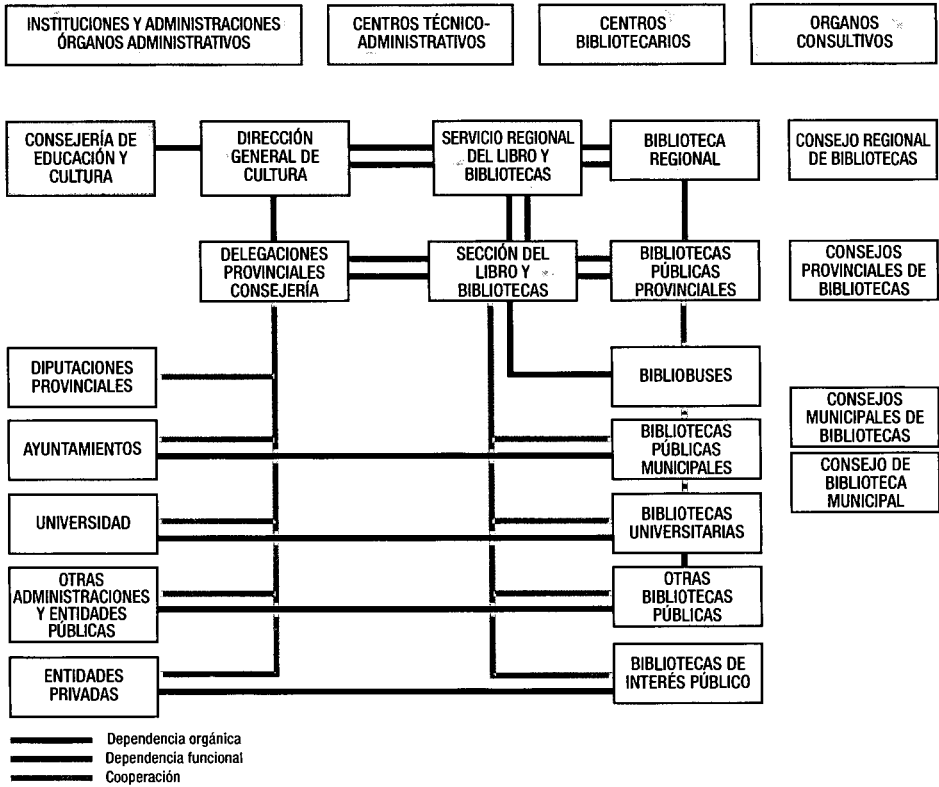 INSTITUCIONES Y ADMINISTRACIONES
ÓRGANOS ADMINISTRATIVOS
CENTROS TÉCNICO-
ADMINISTRATIVOS
CENTROS
BIBLIOTECARIOS
ORGANOS
CONSULTIVOS
CONSEJERÍA DE
EDUCACIÓN Y
CULTURA
DIRECCIÓN
GENERAL DE
CULTURA
SERVICIO REGIONAL
DEL LIBRO Y
BIBLIOTECAS
BIBLIOTECA
REGIONAL
CONSEJO REGIONAL
DE BIBLIOTECAS
DELEGACIONES
PROVINCIALES
CONSEJERÍA
SECCIÓN DEL
LIBRO Y
BIBLIOTECAS
BIBLIOTECAS
PÚBLICAS
PROVINCIALES
CONSEJOS
PROVINCIALES DE
BIBLIOTECAS
DIPUTACIONES
PROVINCIALES
BIBLIOBUSES
CONSEJOS
MUNICIPALES DE
BIBLIOTECAS
AYUNTAMIENTOS
BIBLIOTECAS
PÚBLICAS
MUNICIPALES
CONSEJO DE
BIBLIOTECA
MUNICIPAL
UNIVERSIDAD
BIBLIOTECAS
UNIVERSITARIAS
OTRAS
ADMINISTRACIONES
Y ENTIDADES
PÚBLICAS
OTRAS
BIBLIOTECAS
PÚBLICAS
ENTIDADES
PRIVADAS
BIBLIOTECAS DE
INTERÉS PÚBLICO
Dependencia orgánica
Dependencia funcional
Cooperación